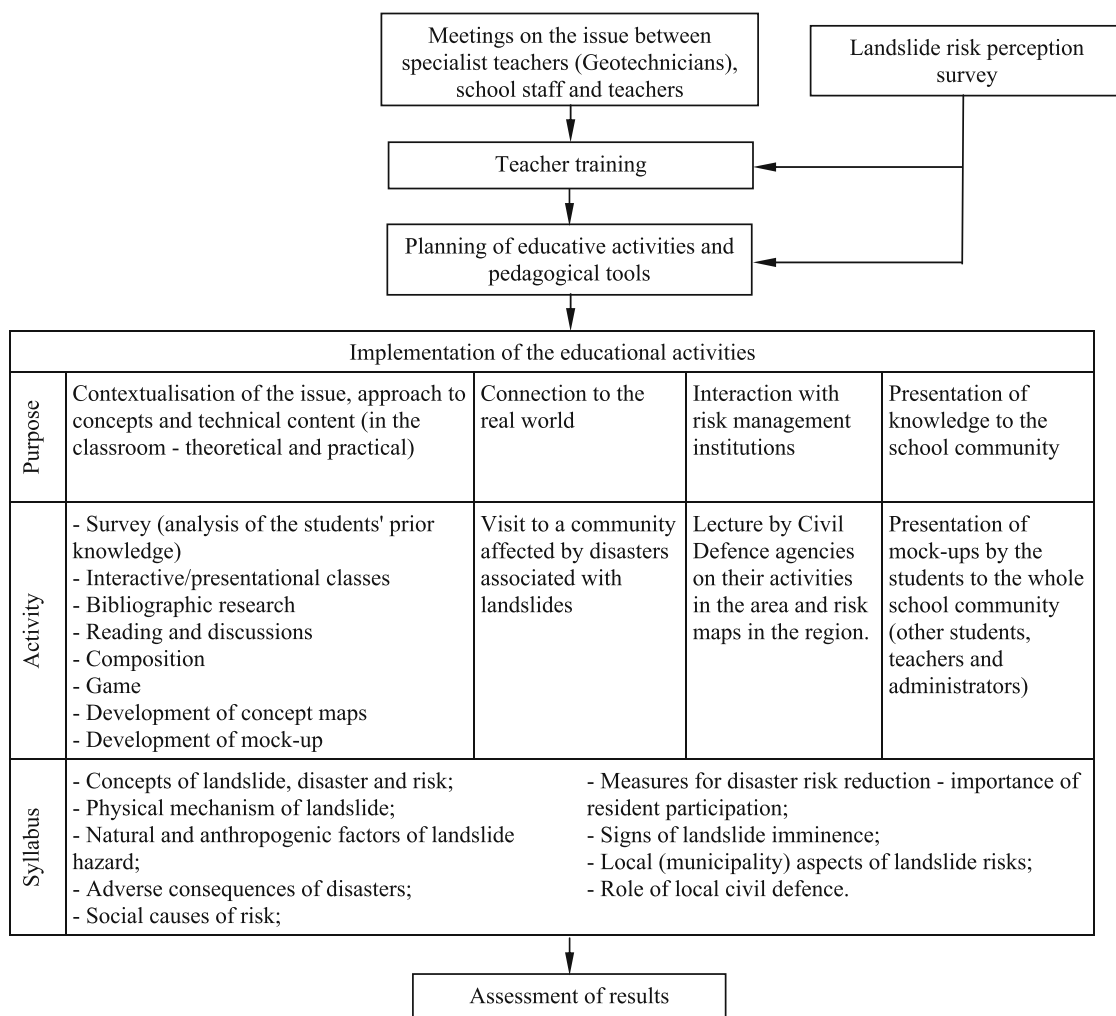 Meetings on the issue between
specialist teachers (Geotechnicians),
school staff and teachers
Landslide risk perception
survey
Teacher training
Planning of educative activities and
pedagogical tools
Implementation of the educational activities
Purpose
Contextualisation of the issue, approach to
concepts and technical content (in the
classroom - theoretical and practical)
Connection to the
real world
Interaction with
risk management
institutions
Presentation of
knowledge to the
school community
Activity
- Survey (analysis of the students' prior
knowledge)
- Interactive/presentational classes
- Bibliographic research
- Reading and discussions
- Composition
- Game
- Development of concept maps
- Development of mock-up
Visit to a community
affected by disasters
associated with
landslides
Lecture by Civil
Defence agencies
on their activities
in the area and risk
maps in the region.
Presentation of
mock-ups by the
students to the whole
school community
(other students,
teachers and
administrators)
Syllabus
- Concepts of landslide, disaster and risk;
- Physical mechanism of landslide;
- Natural and anthropogenic factors of landslide
hazard;
- Adverse consequences of disasters;
- Social causes of risk;
- Measures for disaster risk reduction - importance of
resident participation;
- Signs of landslide imminence;
- Local (municipality) aspects of landslide risks;
- Role of local civil defence.
Assessment of results